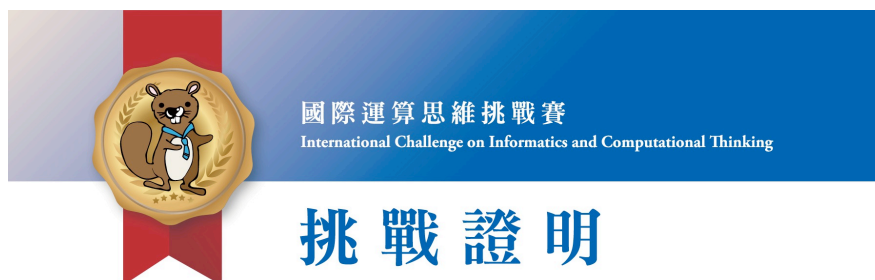 國際運算思維挑戰賽
International Challenge on Informatics and Computational Thinking
挑戰證明